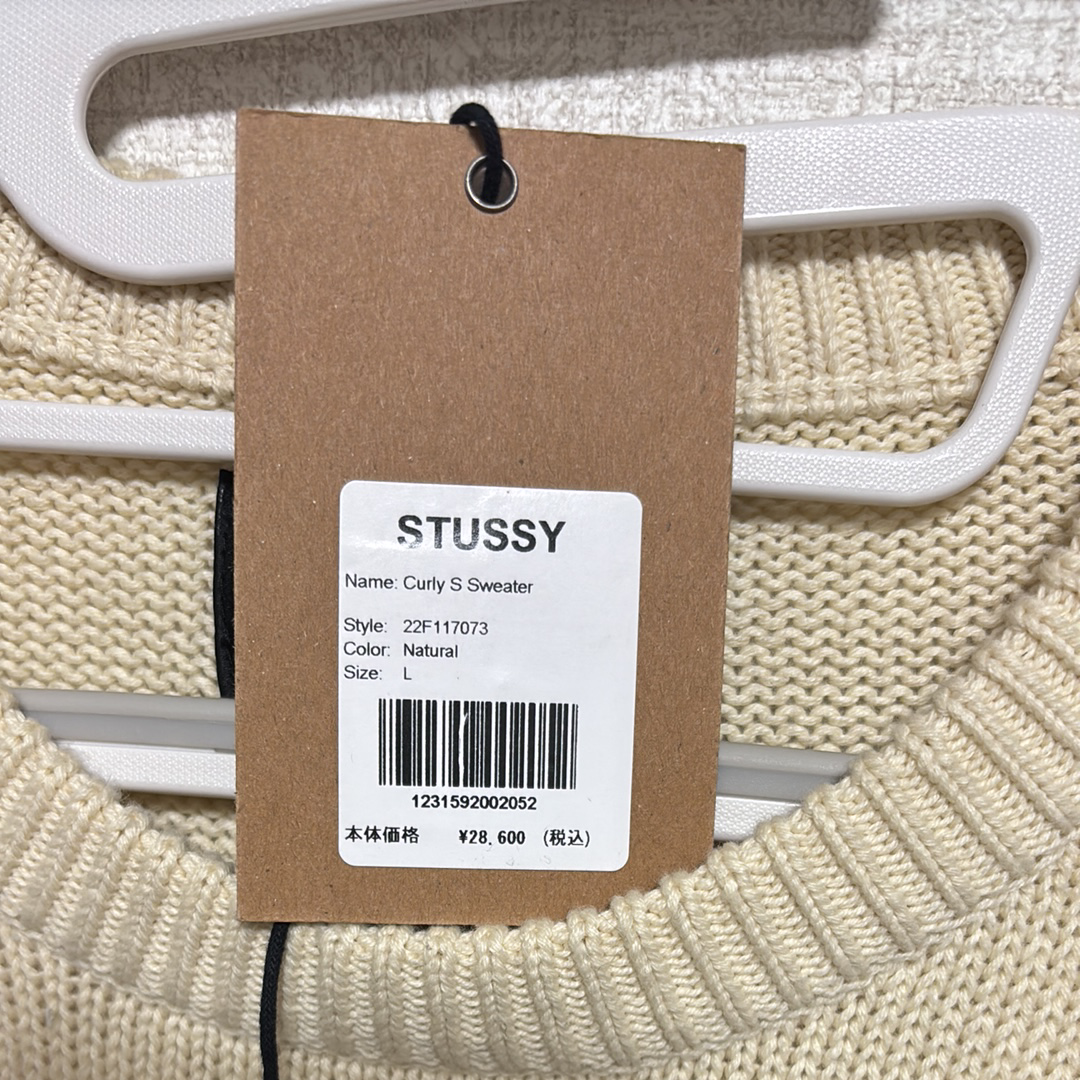 STUSSY
Name: Curly S Sweater
Style: 22F117073
Color: Natural
Size: L
1231592002052
本体価格 ¥28,600 (税込)